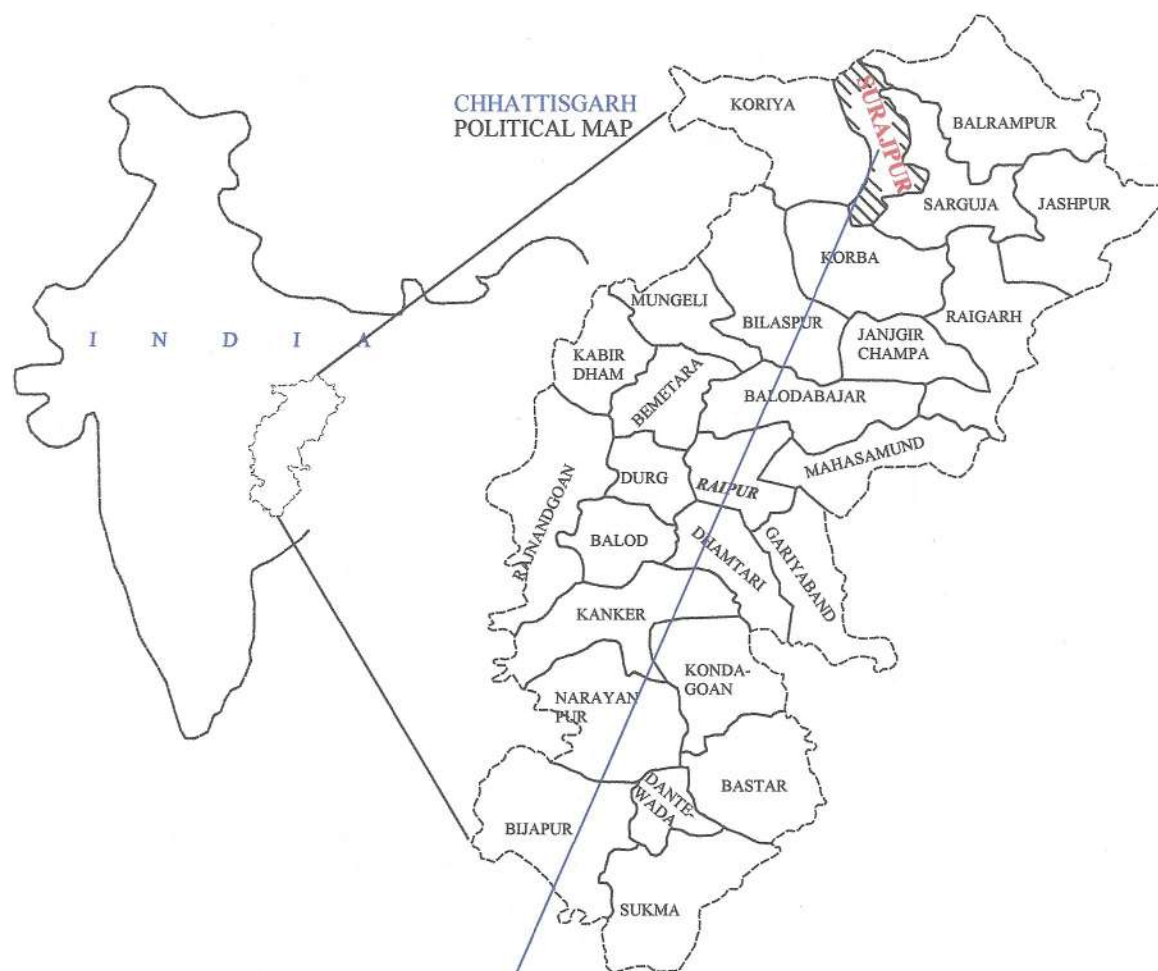 CHHATTISGARH
POLITICAL MAP
I N D I A
KORIYA
SURAJPUR
BALRAMPUR
SARGUJA
JASHPUR
KORBA
MUNGELI
BILASPUR
RAIGARH
JANJGIR
CHAMPA
KABIR
DHAM
BEMETARA
BALODABAJAR
MAHASAMUND
DURG
RAIPUR
RAJNANDGOAN
BALOD
DHAMTARI
GARIYABAND
KANKER
KONDA-
GOAN
NARAYAN
PUR
BASTAR
DANTE-
WADA
BIJAPUR
SUKMA